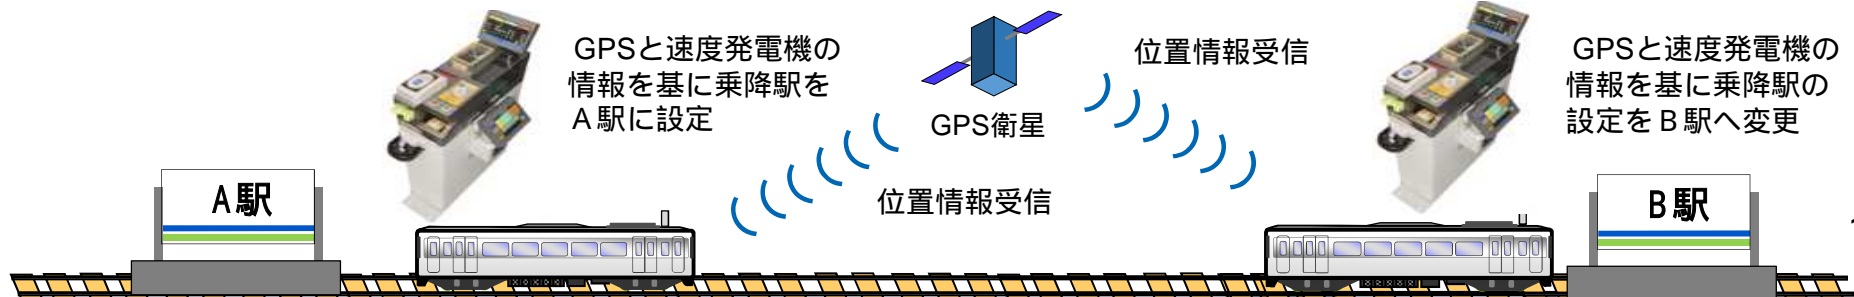 GPSと速度発電機の
情報を基に乗降駅を
A駅に設定
A駅
位置情報受信
GPS衛星
位置情報受信
GPSと速度発電機の
情報を基に乗降駅の
設定をB駅へ変更
B駅